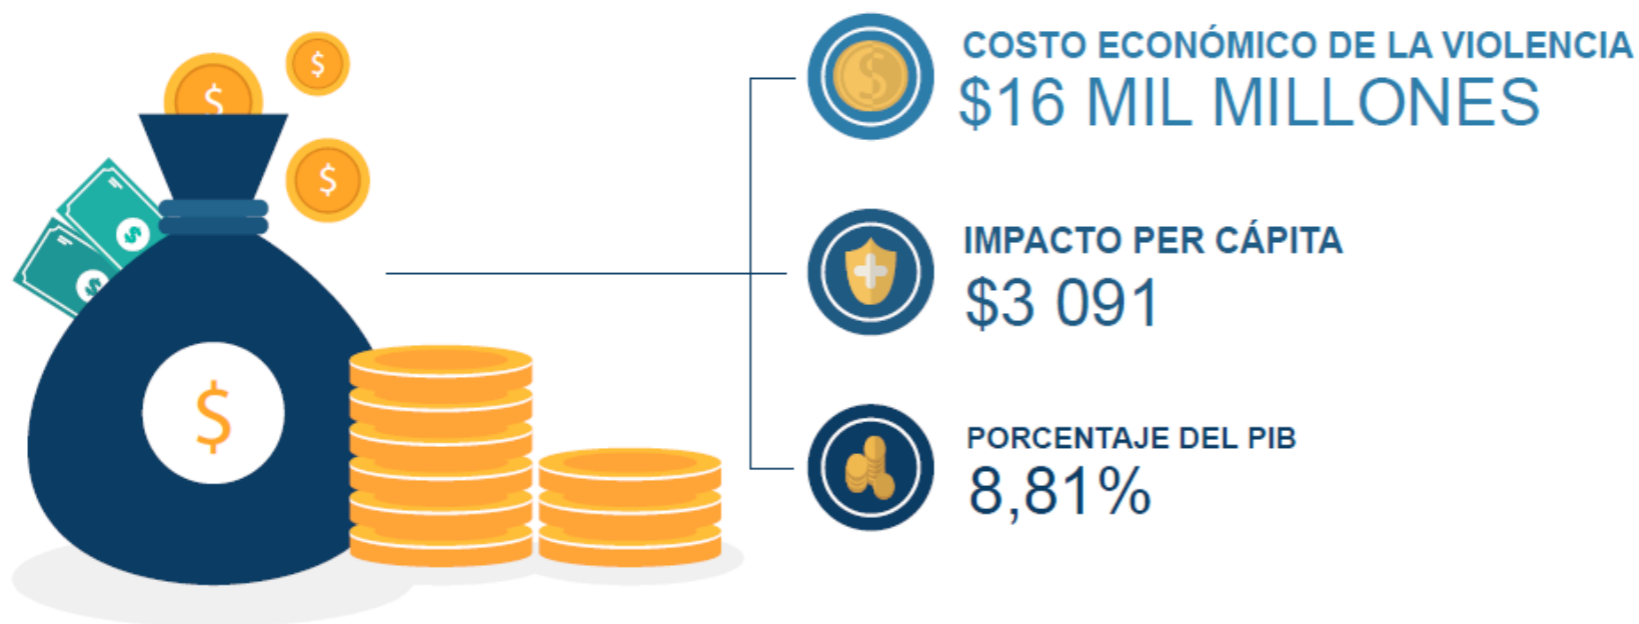 COSTO ECONÓMICO DE LA VIOLENCIA
$16 MIL MILLONES
IMPACTO PER CÁPITA
$3 091
PORCENTAJE DEL PIB
8,81%
$
$
$
$
$
$
$